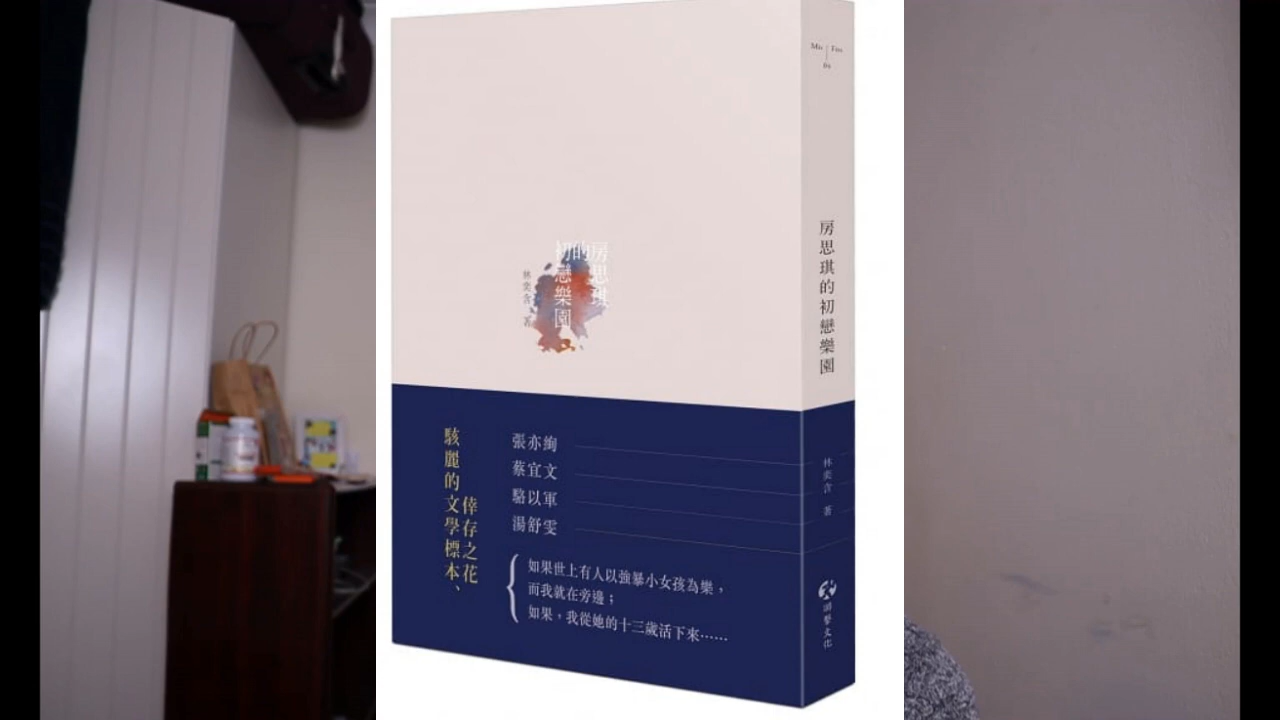 房思琪
的
初戀樂園
林奕含 著
駭麗的文學標本、
倖存之花
張亦絢
蔡宜文
駱以軍
湯舒雯
如果世上有人以強暴小女孩為樂，
而我就在旁邊；
如果，我從她的十三歲活下來……
房思琪的初戀樂園
林奕含 著
游擊文化